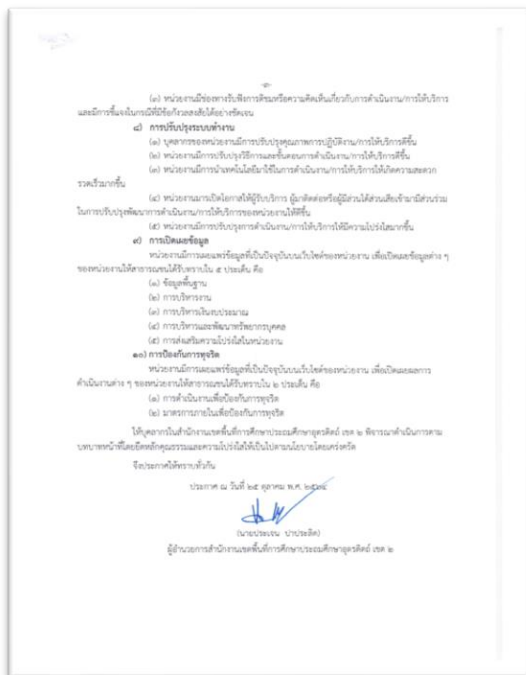 -๓-
(๓) หน่วยงานมีช่องทางรับฟังการติชมหรือความคิดเห็นเกี่ยวกับการดำเนินงาน/การให้บริการ
และมีการชี้แจงในกรณีที่มีข้อกังวลสงสัยได้อย่างชัดเจน
๘) การปรับปรุงระบบทำงาน
(๑) บุคลากรของหน่วยงานมีการปรับปรุงคุณภาพการปฏิบัติงาน/การให้บริการดีขึ้น
(๒) หน่วยงานมีการปรับปรุงวิธีการและขั้นตอนการดำเนินงาน/การให้บริการดีขึ้น
(๓) หน่วยงานมีการนำเทคโนโลยีมาใช้ในการดำเนินงาน/การให้บริการให้เกิดความสะดวก
รวดเร็วมากขึ้น
(๔) หน่วยงานมารเปิดโอกาสให้ผู้รับบริการ ผู้มาติดต่อหรือผู้มีส่วนได้ส่วนเสียเข้ามามีส่วนร่วม
ในการปรับปรุงพัฒนาการดำเนินงาน/การให้บริการของหน่วยงานให้ดีขึ้น
(๕) หน่วยงานมีการปรับปรุงการดำเนินงาน/การให้บริการให้มีความโปร่งใสมากขึ้น
๙) การเปิดเผยข้อมูล
หน่วยงานมีการเผยแพร่ข้อมูลที่เป็นปัจจุบันบนเว็บไซต์ของหน่วยงาน เพื่อเปิดเผยข้อมูลต่าง ๆ
ของหน่วยงานให้สาธารณชนได้รับทราบใน ๕ ประเด็น คือ
(๑) ข้อมูลพื้นฐาน
(๒) การบริหารงาน
(๓) การบริหารเงินงบประมาณ
(๔) การบริหารและพัฒนาทรัพยากรบุคคล
(๕) การส่งเสริมความโปร่งใสในหน่วยงาน
๑๐) การป้องกันการทุจริต
หน่วยงานมีการเผยแพร่ข้อมูลที่เป็นปัจจุบันบนเว็บไซต์ของหน่วยงาน เพื่อเปิดเผยผลการ
ดำเนินงานต่าง ๆ ของหน่วยงานให้สาธารณชนได้รับทราบใน ๒ ประเด็น คือ
(๑) การดำเนินงานเพื่อป้องกันการทุจริต
(๒) มาตรการภายในเพื่อป้องกันการทุจริต
ให้บุคลากรในสำนักงานเขตพื้นที่การศึกษาประถมศึกษาอุตรดิตถ์ เขต ๒ พิจารณาดำเนินการตาม
บทบาทหน้าที่โดยยึดหลักคุณธรรมและความโปร่งใสให้เป็นไปตามนโยบายโดยเคร่งครัด
จึงประกาศให้ทราบทั่วกัน
ประกาศ ณ วันที่ ๒๕ ตุลาคม พ.ศ.
(นายประเจน ปาประลิต)
ผู้อำนวยการสำนักงานเขตพื้นที่การศึกษาประถมศึกษาอุตรดิตถ์ เขต ๒